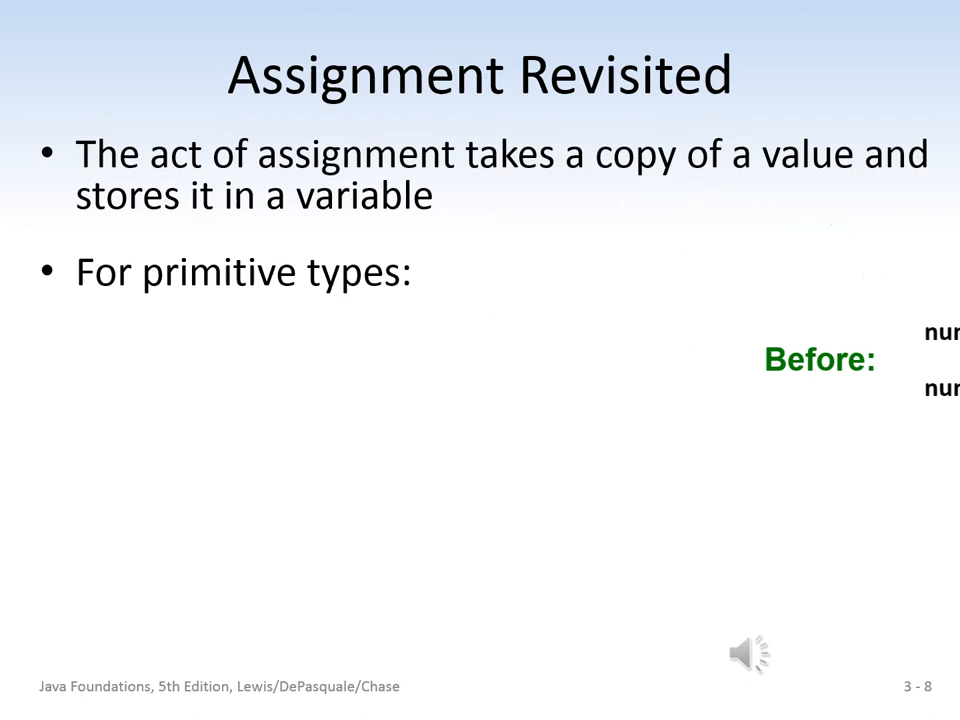 Assignment Revisited
• The act of assignment takes a copy of a value and
stores it in a variable
• For primitive types:
Before:
Java Foundations, 5th Edition, Lewis/DePasquale/Chase
3 - 8